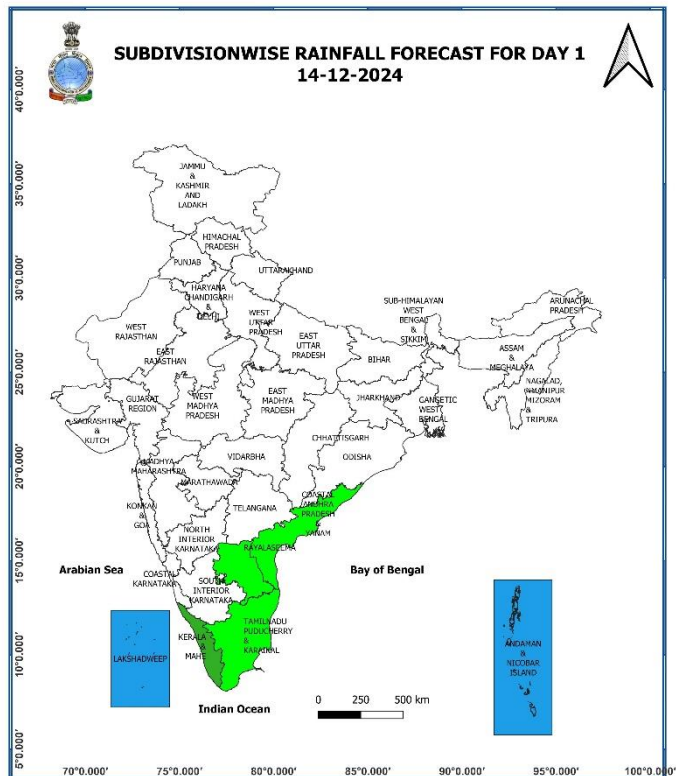 SUBDIVISIONWISE RAINFALL FORECAST FOR DAY 1
14-12-2024
40°0.000'
35°0.000'
30°0.000'
25°0.000'
20°0.000'
15°0.000'
10°0.000'
5°0.000'
JAMMU
&
KASHMIR
AND
LADAKH
HIMACHAL
PRADESH
PUNJAB
UTTARAKHAND
HARYANA
CHANDIGARH
&
DELHI
WEST
UTTAR
PRADESH
EAST
UTTAR
PRADESH
SUB-HIMALAYAN
WEST
BENGAL
&
SIKKIM
ARUNACHAL
PRADESH
WEST
RAJASTHAN
EAST
RAJASTHAN
BIHAR
ASSAM
&
MEGHALAYA
NAGALAD,
MANIPUR
MIZORAM
&
TRIPURA
GUJARAT
REGION
WEST
MADHYA
PRADESH
EAST
MADHYA
PRADESH
JHARKHAND
GANGETIC
WEST
BENGAL
SAURASHTRA
&
KUTCH
CHHATTISGARH
ODISHA
VIDARBHA
MADHYA
MAHARASHTRA
MARATHAWADA
KONKAN
&
GOA
TELANGANA
COASTAL
ANDHRA
PRADESH
&
YANAM
NORTH
INTERIOR
KARNATAKA
RAYALASEEMA
Arabian Sea
Bay of Bengal
COASTAL
KARNATAKA
SOUTH
INTERIOR
KARNATAKA
TAMILNADU
PUDUCHERRY
&
KARAIKAL
KERALA
&
MAHE
LAKSHADWEEP
ANDAMAN
&
NICOBAR
ISLAND
Indian Ocean
0 250 500 km
70°0.000' 75°0.000' 80°0.000' 85°0.000' 90°0.000' 95°0.000' 100°0.000'